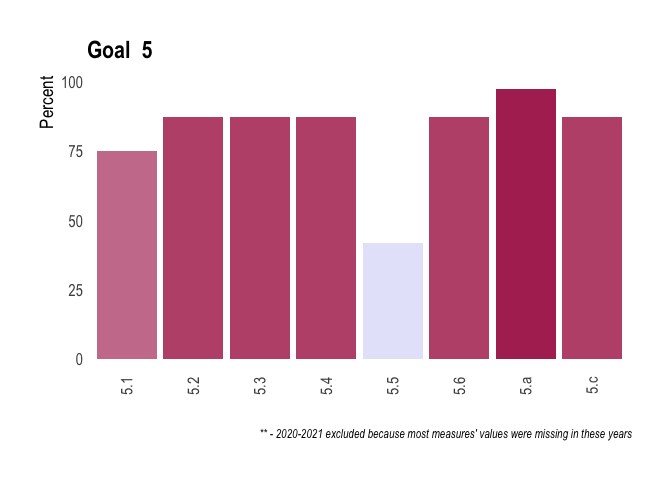 Goal  5
Percent
100
75
50
25
0
5.1
5.2
5.3
5.4
5.5
5.6
5.a
5.c
** - 2020-2021 excluded because most measures' values were missing in these years